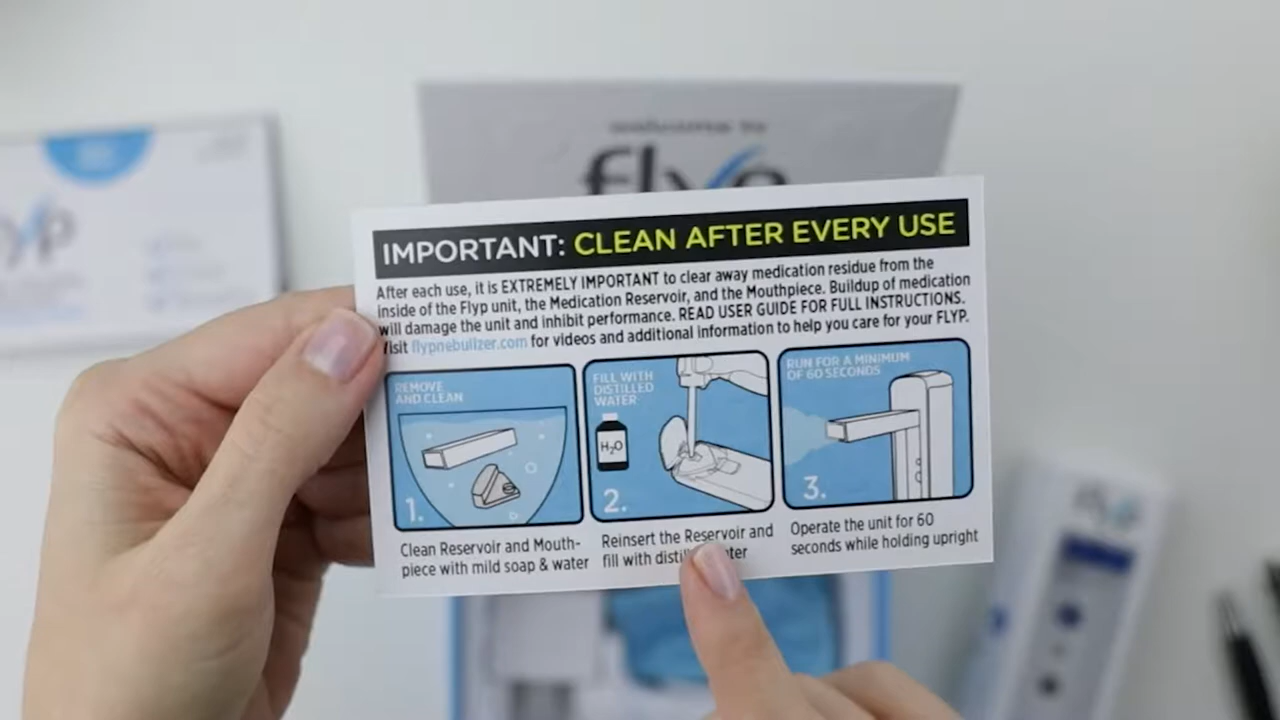 welcome to
flyp
IMPORTANT: CLEAN AFTER EVERY USE
After each use, it is EXTREMELY IMPORTANT to clear away medication residue from the
inside of the Flyp unit, the Medication Reservoir, and the Mouthpiece. Buildup of medication
will damage the unit and inhibit performance. READ USER GUIDE FOR FULL INSTRUCTIONS.
Visit flypnebulizer.com for videos and additional information to help you care for your FLYP.
REMOVE
AND CLEAN
1.
Clean Reservoir and Mouth-
piece with mild soap & water
FILL WITH
DISTILLED
WATER
H₂O
2.
Reinsert the Reservoir and
fill with
RUN FOR A MINIMUM
OF 60 SECONDS
3.
Operate the unit for 60
seconds while holding upright
flyp
flyp